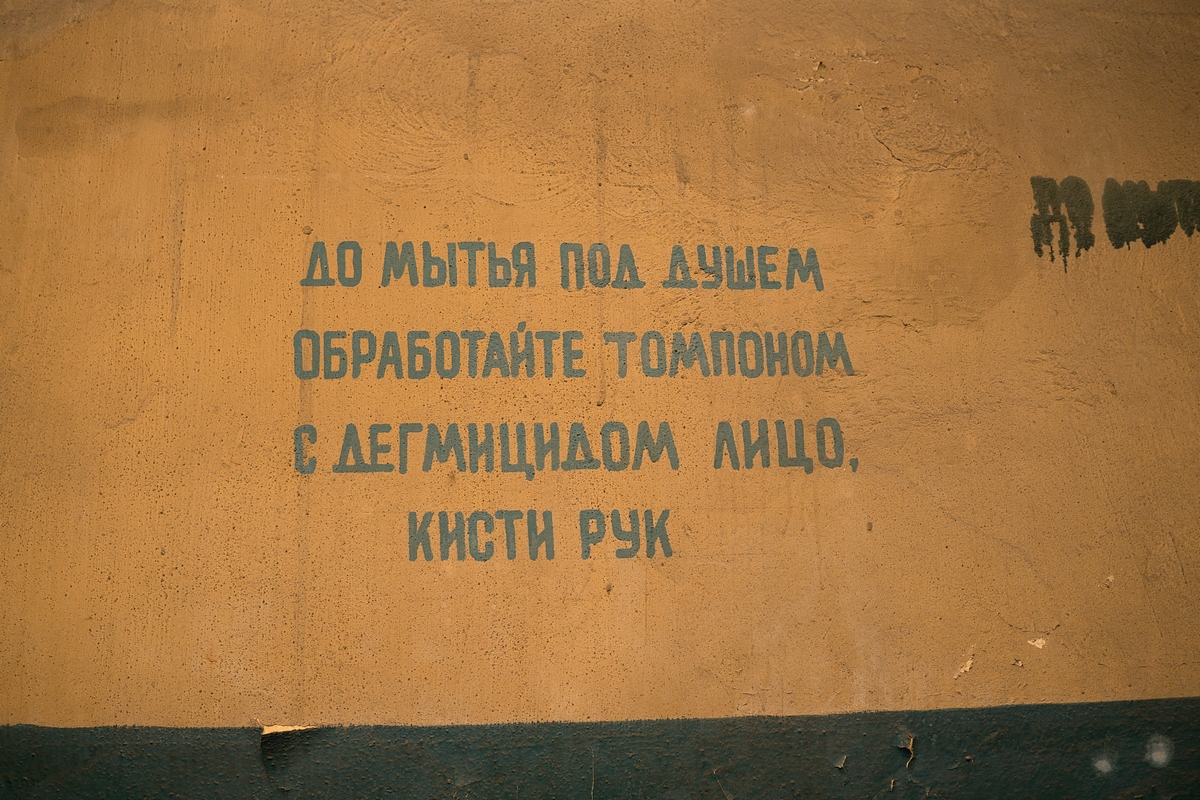 ДО МЫТЬЯ ПОД ДУШЕМ
ОБРАБОТАЙТЕ ТОМПОНОМ
С ДЕГМИЦИДОМ ЛИЦО,
КИСТИ РУК